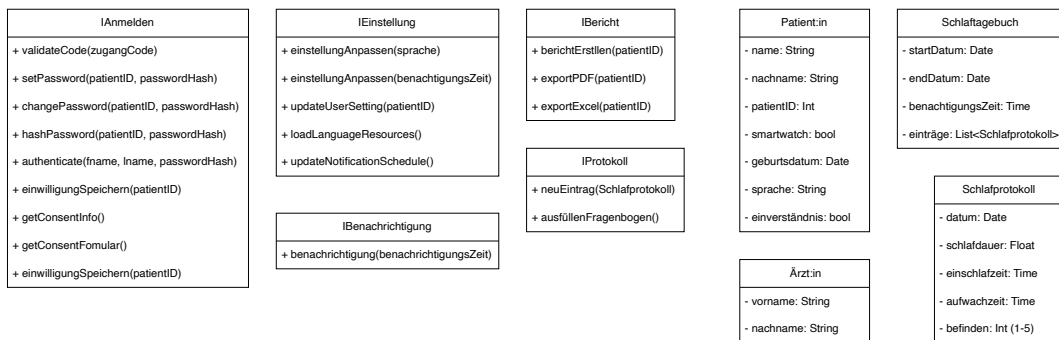 IAnmelden
+ validateCode(zugangCode)
+ setPassword(patientID, passwordHash)
+ changePassword(patientID, passwordHash)
+ hashPassword(patientID, passwordHash)
+ authenticate(fname, lname, passwordHash)
+ einwilligungSpeichern(patientID)
+ getConsentInfo()
+ getConsentFomular()
+ einwilligungSpeichern(patientID)
IEinstellung
+ einstellungAnpassen(sprache)
+ einstellungAnpassen(benachtigungsZeit)
+ updateUserSetting(patientID)
+ loadLanguageResources()
+ updateNotificationSchedule()
IBenachrichtigung
+ benachrichtigung(benachrichtigungsZeit)
IBericht
+ berichtErstllen(patientID)
+ exportPDF(patientID)
+ exportExcel(patientID)
IProtokoll
+ neuEintrag(Schlafprotokoll)
+ ausfüllenFragenbogen()
Patient:in
- name: String
- nachname: String
- patientID: Int
- smartwatch: bool
- geburtsdatum: Date
- sprache: String
- einverständnis: bool
Ärzt:in
- vorname: String
- nachname: String
Schlaftagebuch
- startDatum: Date
- endDatum: Date
- benachtigungsZeit: Time
- einträge: List<Schlafprotokoll>
Schlafprotokoll
- datum: Date
- schlafdauer: Float
- einschlafzeit: Time
- aufwachzeit: Time
- befinden: Int (1-5)